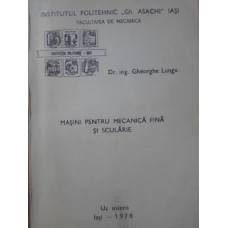 INSTITUTUL POLITEHNIC „GH. ASACHI” IAŞI
FACULTATEA DE MECANICĂ
Dr. ing. Gheorghe Lungu
MAŞINI PENTRU MECANICĂ FINĂ
ŞI SCULĂRIE
Uz intern
Iaşi - 1978